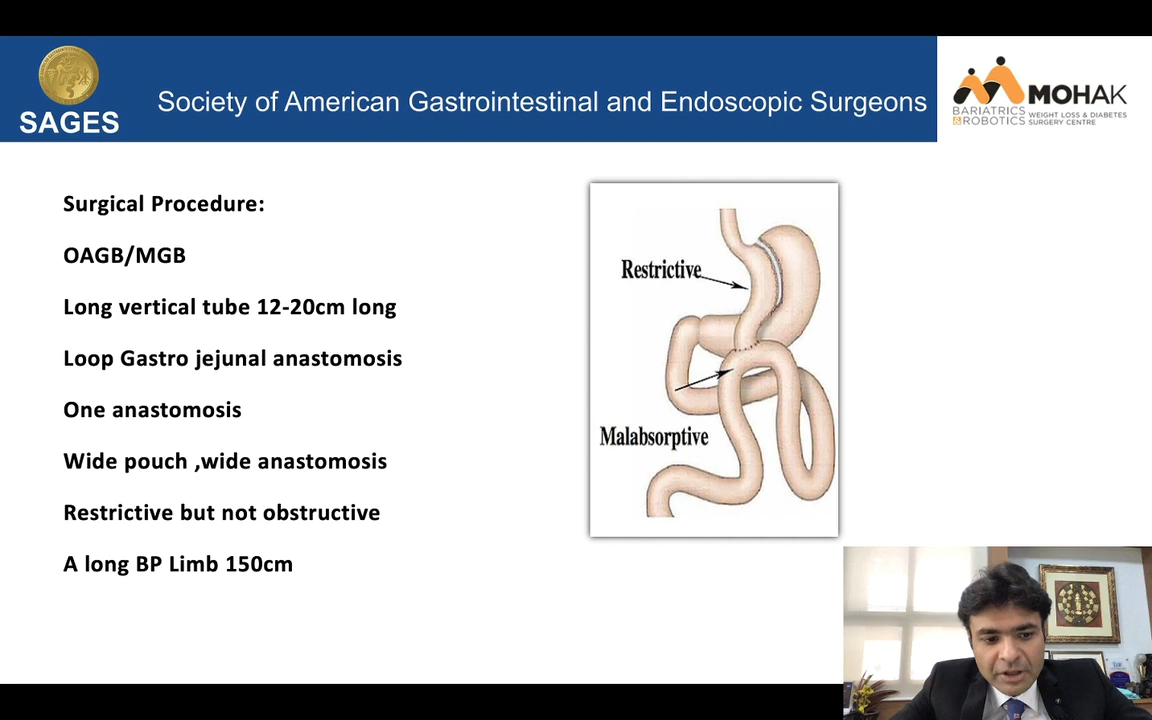 SAGES
Society of American Gastrointestinal and Endoscopic Surgeons
MOHAK
BARIATRICS
&ROBOTICS
WEIGHT LOSS & DIABETES
SURGERY CENTRE
Surgical Procedure:
OAGB/MGB
Long vertical tube 12-20cm long
Loop Gastro jejunal anastomosis
One anastomosis
Wide pouch ,wide anastomosis
Restrictive but not obstructive
A long BP Limb 150cm
Restrictive
Malabsorptive